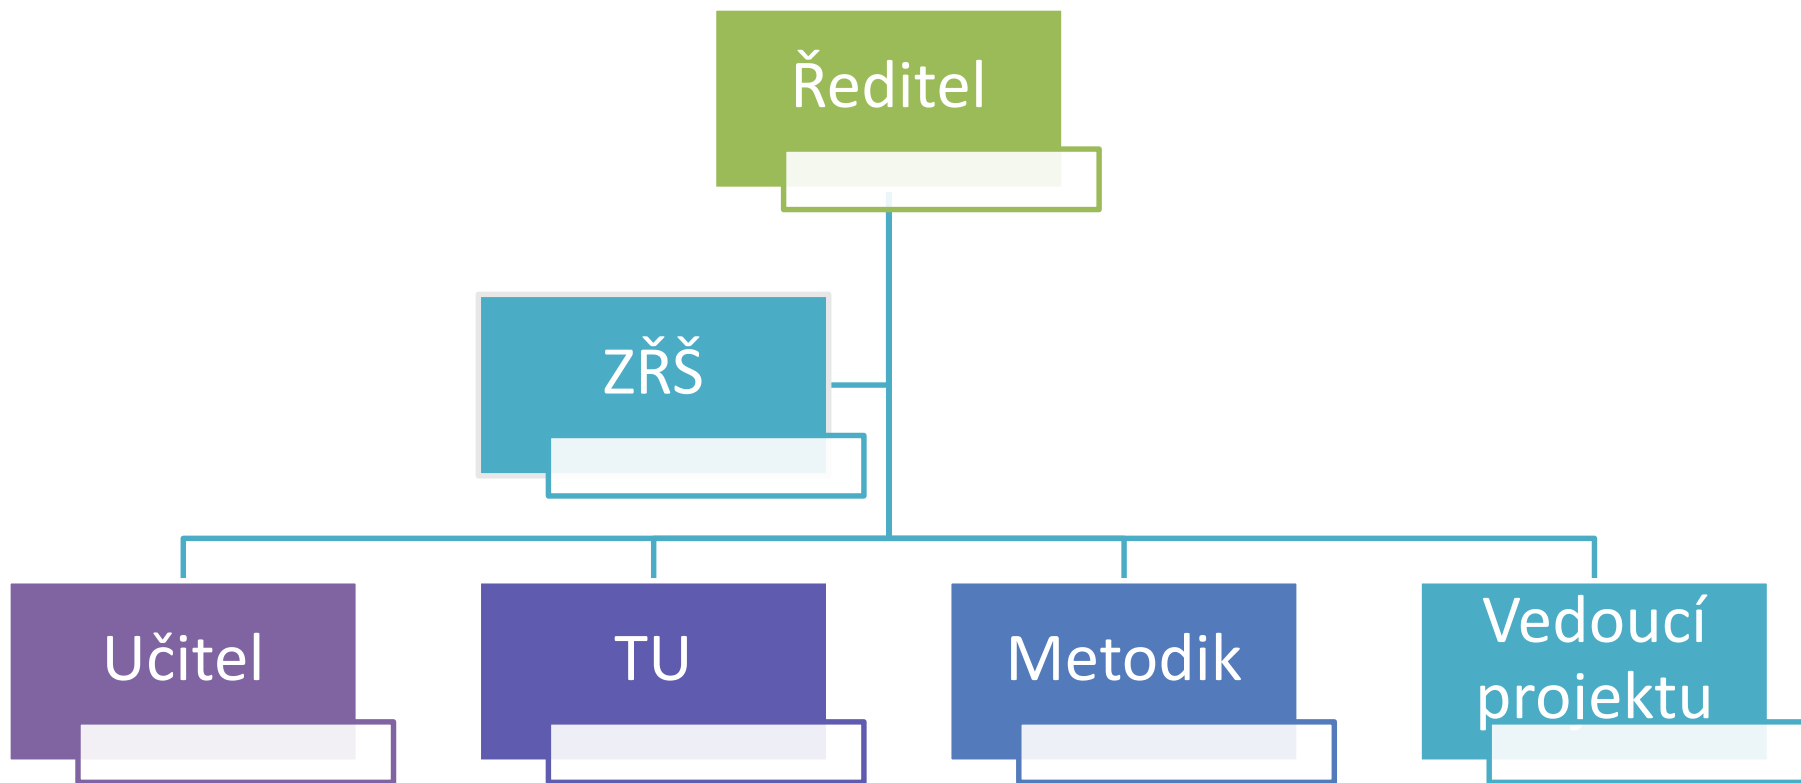 Ředitel
ZŘŠ
Učitel
TU
Metodik
Vedoucí
projektu